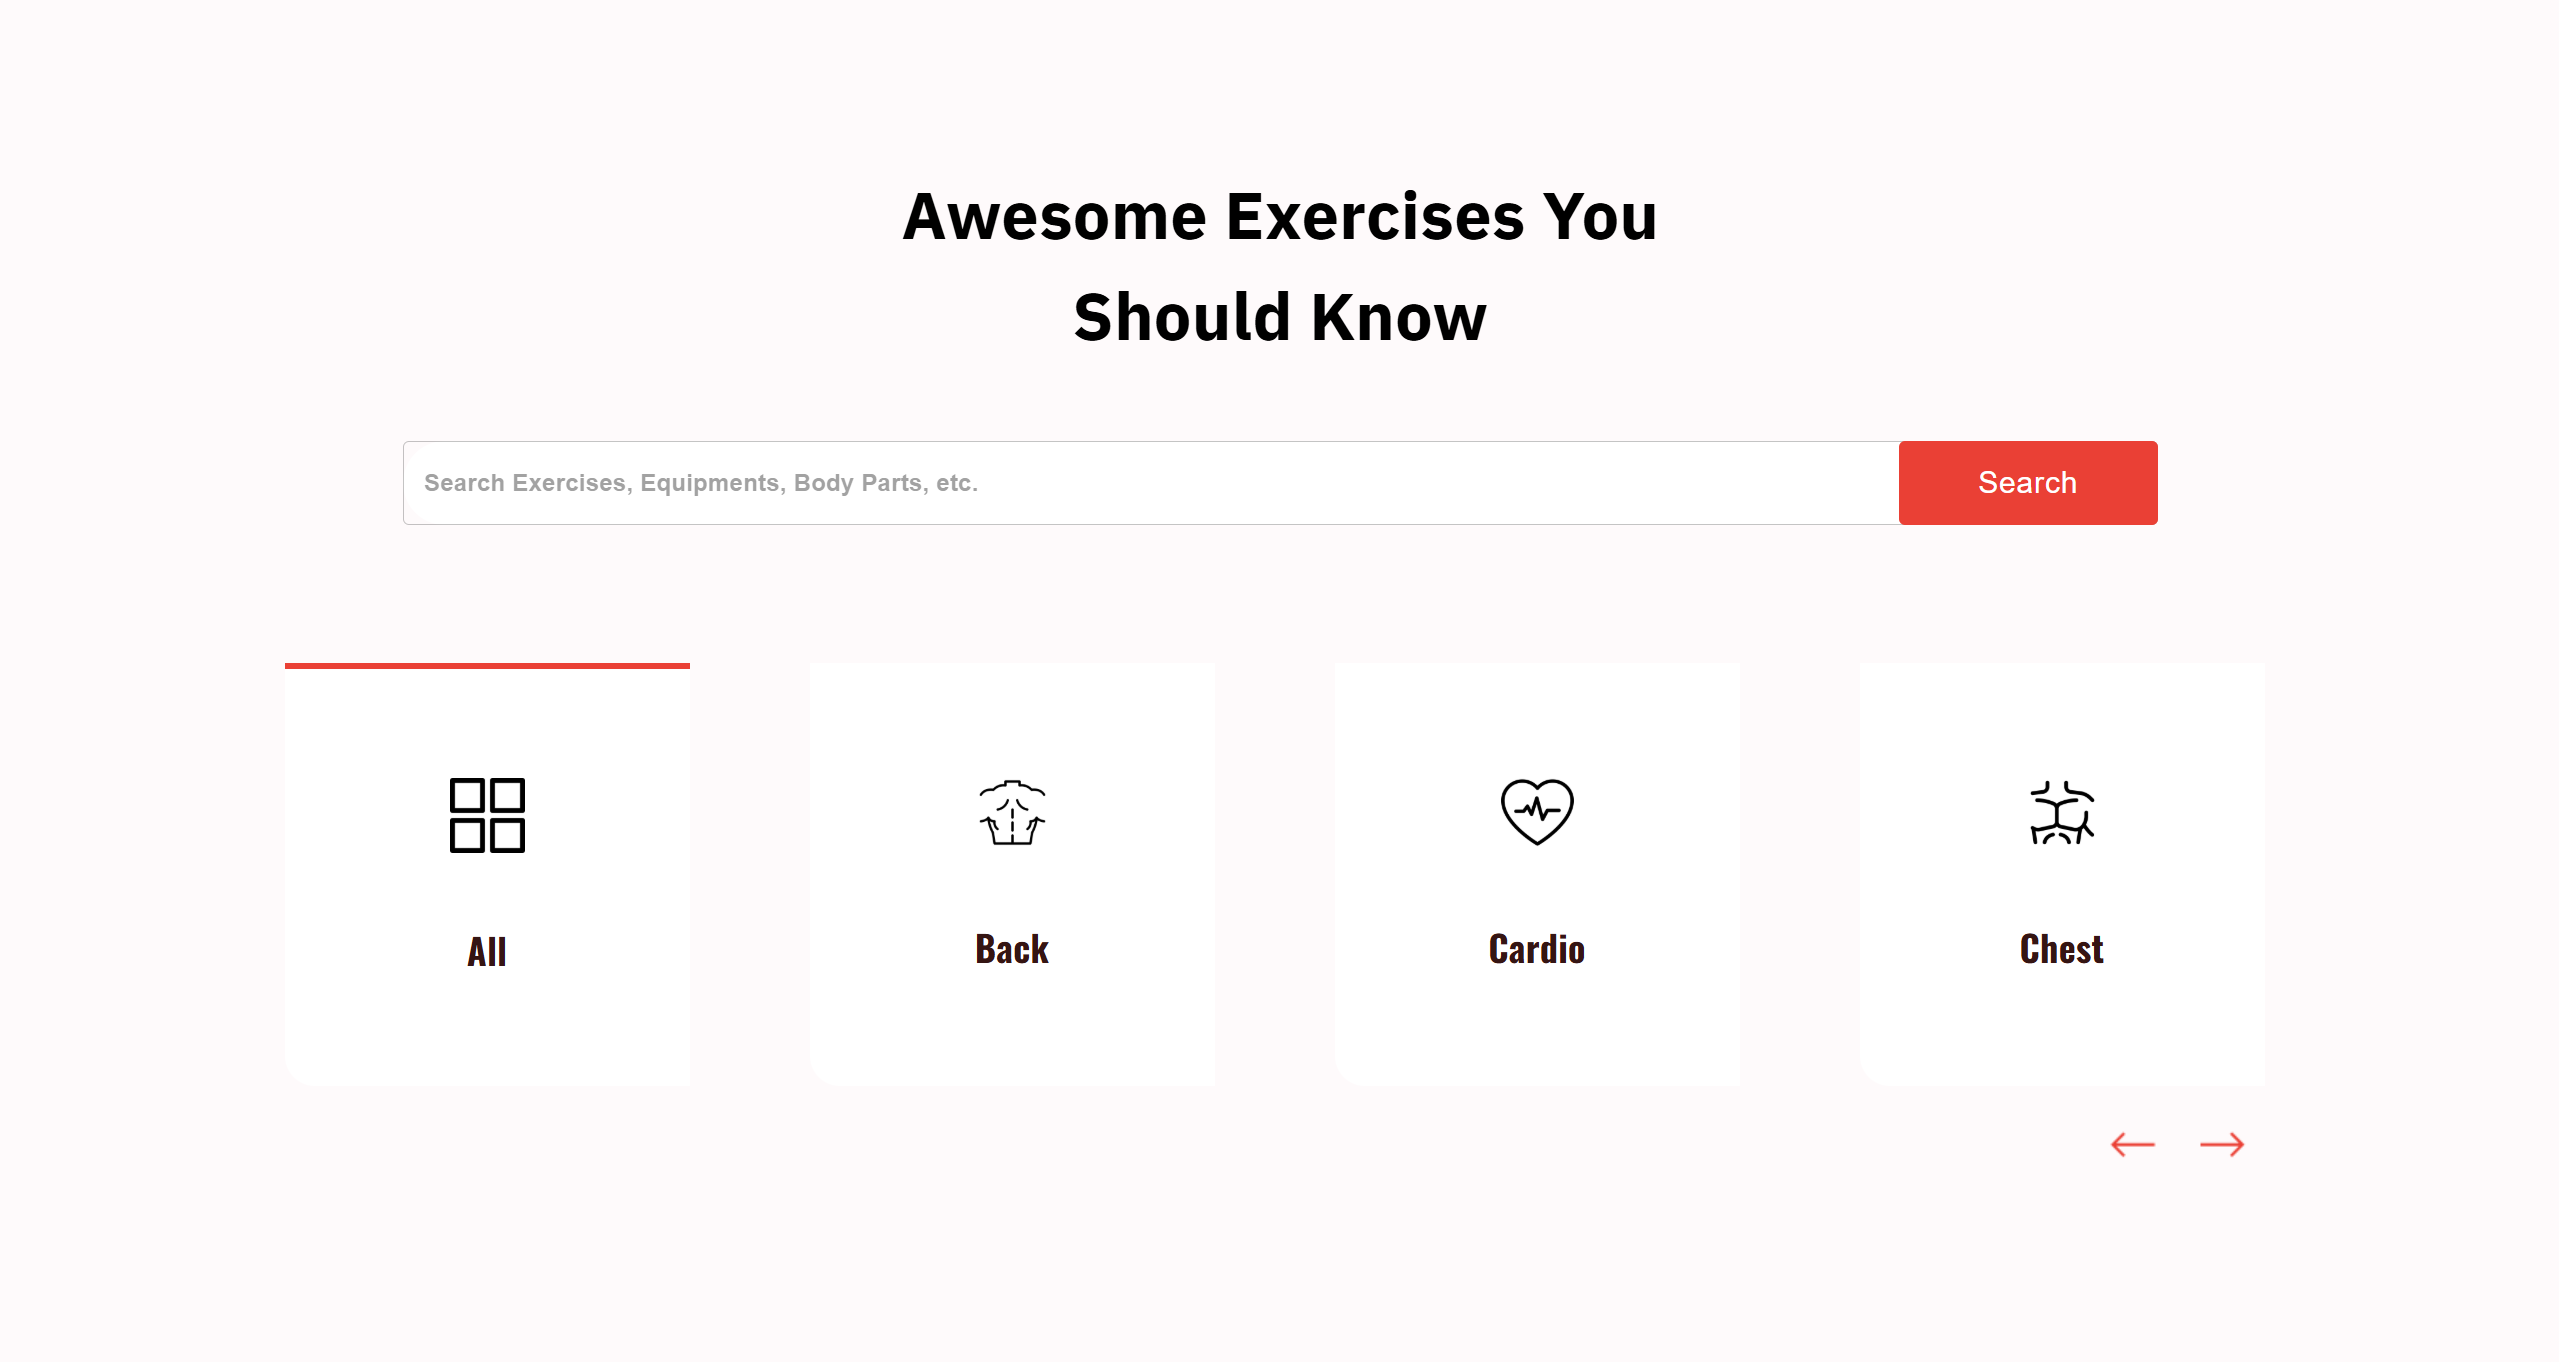 Awesome Exercises You
Should Know
Search Exercises, Equipments, Body Parts, etc.
Search
All
Back
Cardio
Chest